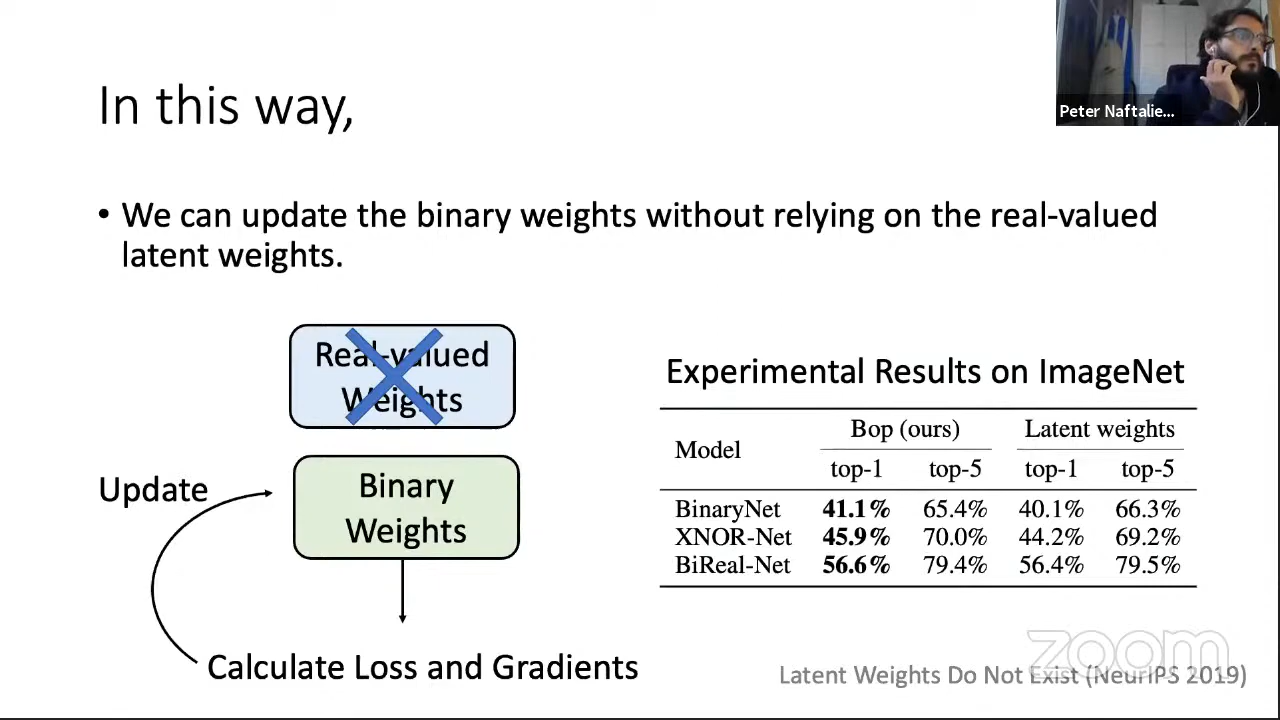 Peter Naftalie...
In this way,
• We can update the binary weights without relying on the real-valued
latent weights.
Real-valued
Weights
Update
Binary
Weights
Calculate Loss and Gradients
Experimental Results on ImageNet
Model Bop (ours) Latent weights
top-1 top-5 top-1 top-5
BinaryNet 41.1% 65.4% 40.1% 66.3%
XNOR-Net 45.9% 70.0% 44.2% 69.2%
BiReal-Net 56.6% 79.4% 56.4% 79.5%
zoom
Latent Weights Do Not Exist (NeurIPS 2019)